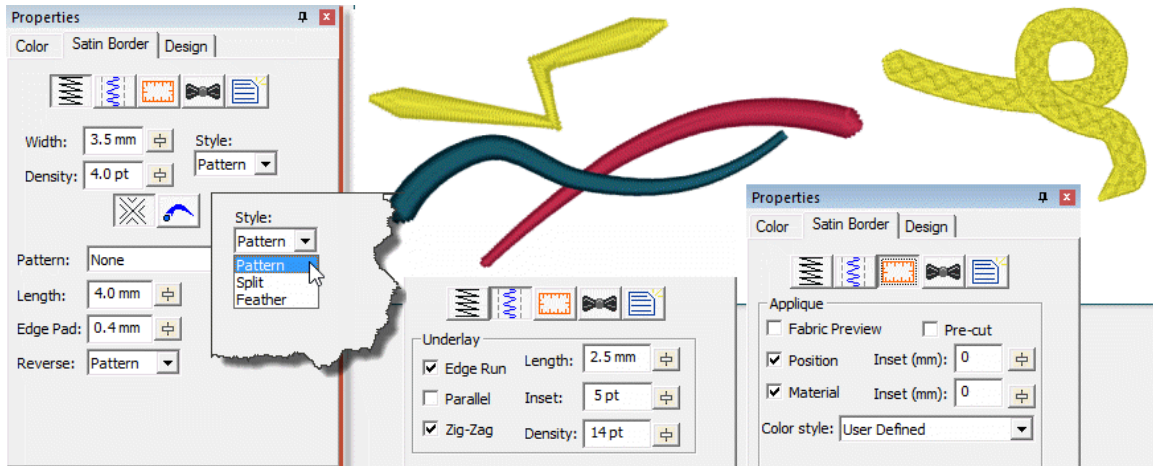 Properties
Color Satin Border Design
Width: 3.5 mm Style:
Density: 4.0 pt Pattern
Pattern: None
Length: 4.0 mm
Edge Pad: 0.4 mm
Reverse: Pattern
Style:
Pattern
Pattern
Split
Feather
Underlay
Edge Run Length: 2.5 mm
Parallel Inset: 5 pt
Zig-Zag Density: 14 pt
Properties
Color Satin Border Design
Applique
Fabric Preview Pre-cut
Position Inset (mm): 0
Material Inset (mm): 0
Color style: User Defined